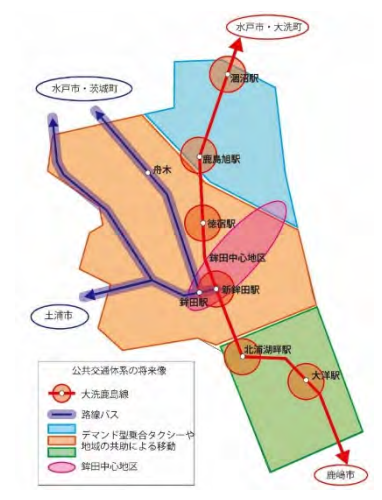 水戸市・大洗町
涸沼駅
水戸市・茨城町
鹿島旭駅
舟木
徳宿駅
鉾田中心地区
新鉾田駅
鉾田駅
土浦市
北浦湖畔駅
大洋駅
鹿嶋市
公共交通体系の将来像
大洗鹿島線
路線バス
デマンド型乗合タクシーや
地域の共助による移動
鉾田中心地区